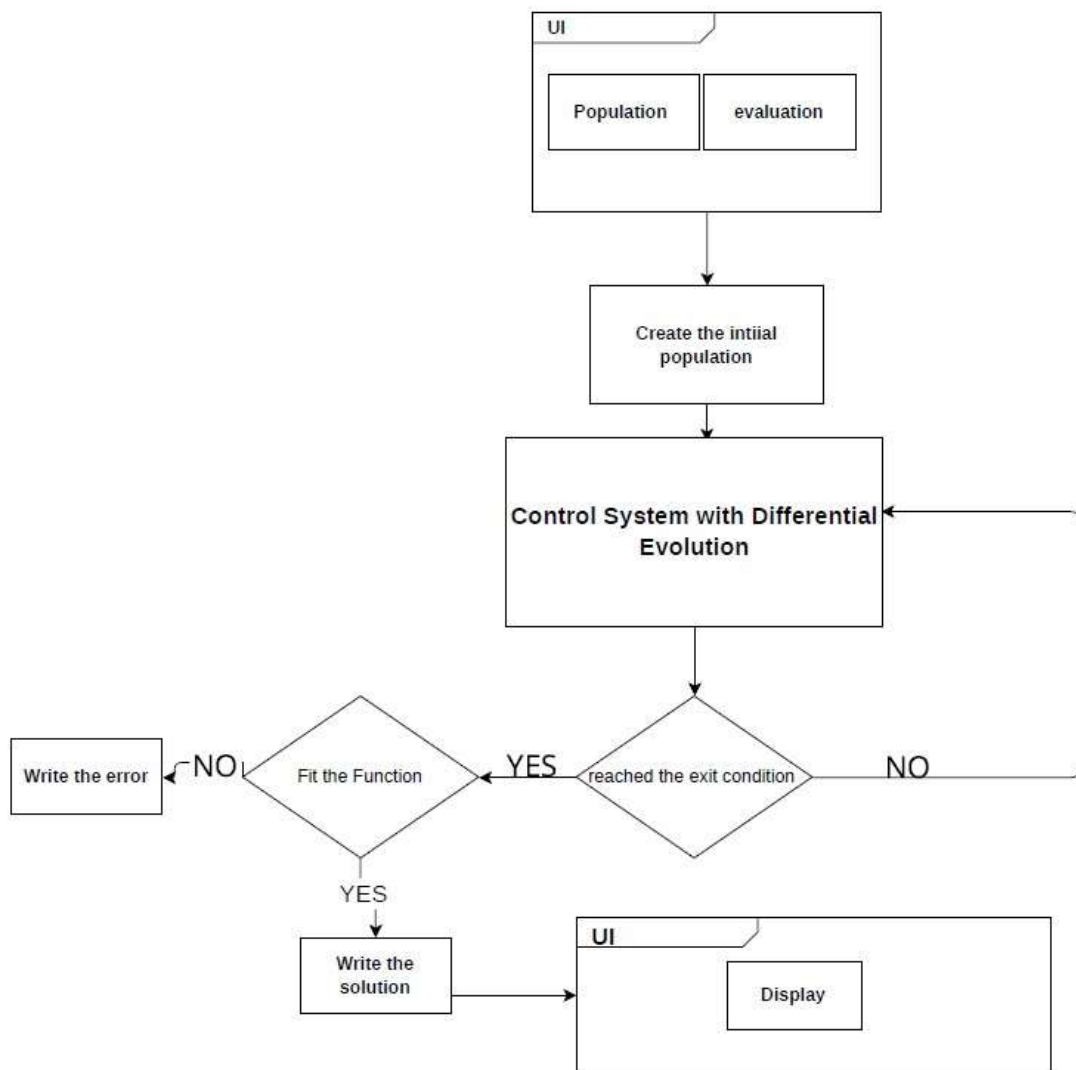 UI
Population
evaluation
Create the intiial
population
Control System with Differential
Evolution
Write the error
NO
Fit the Function
YES
reached the exit condition
NO
YES
Write the
solution
UI
Display